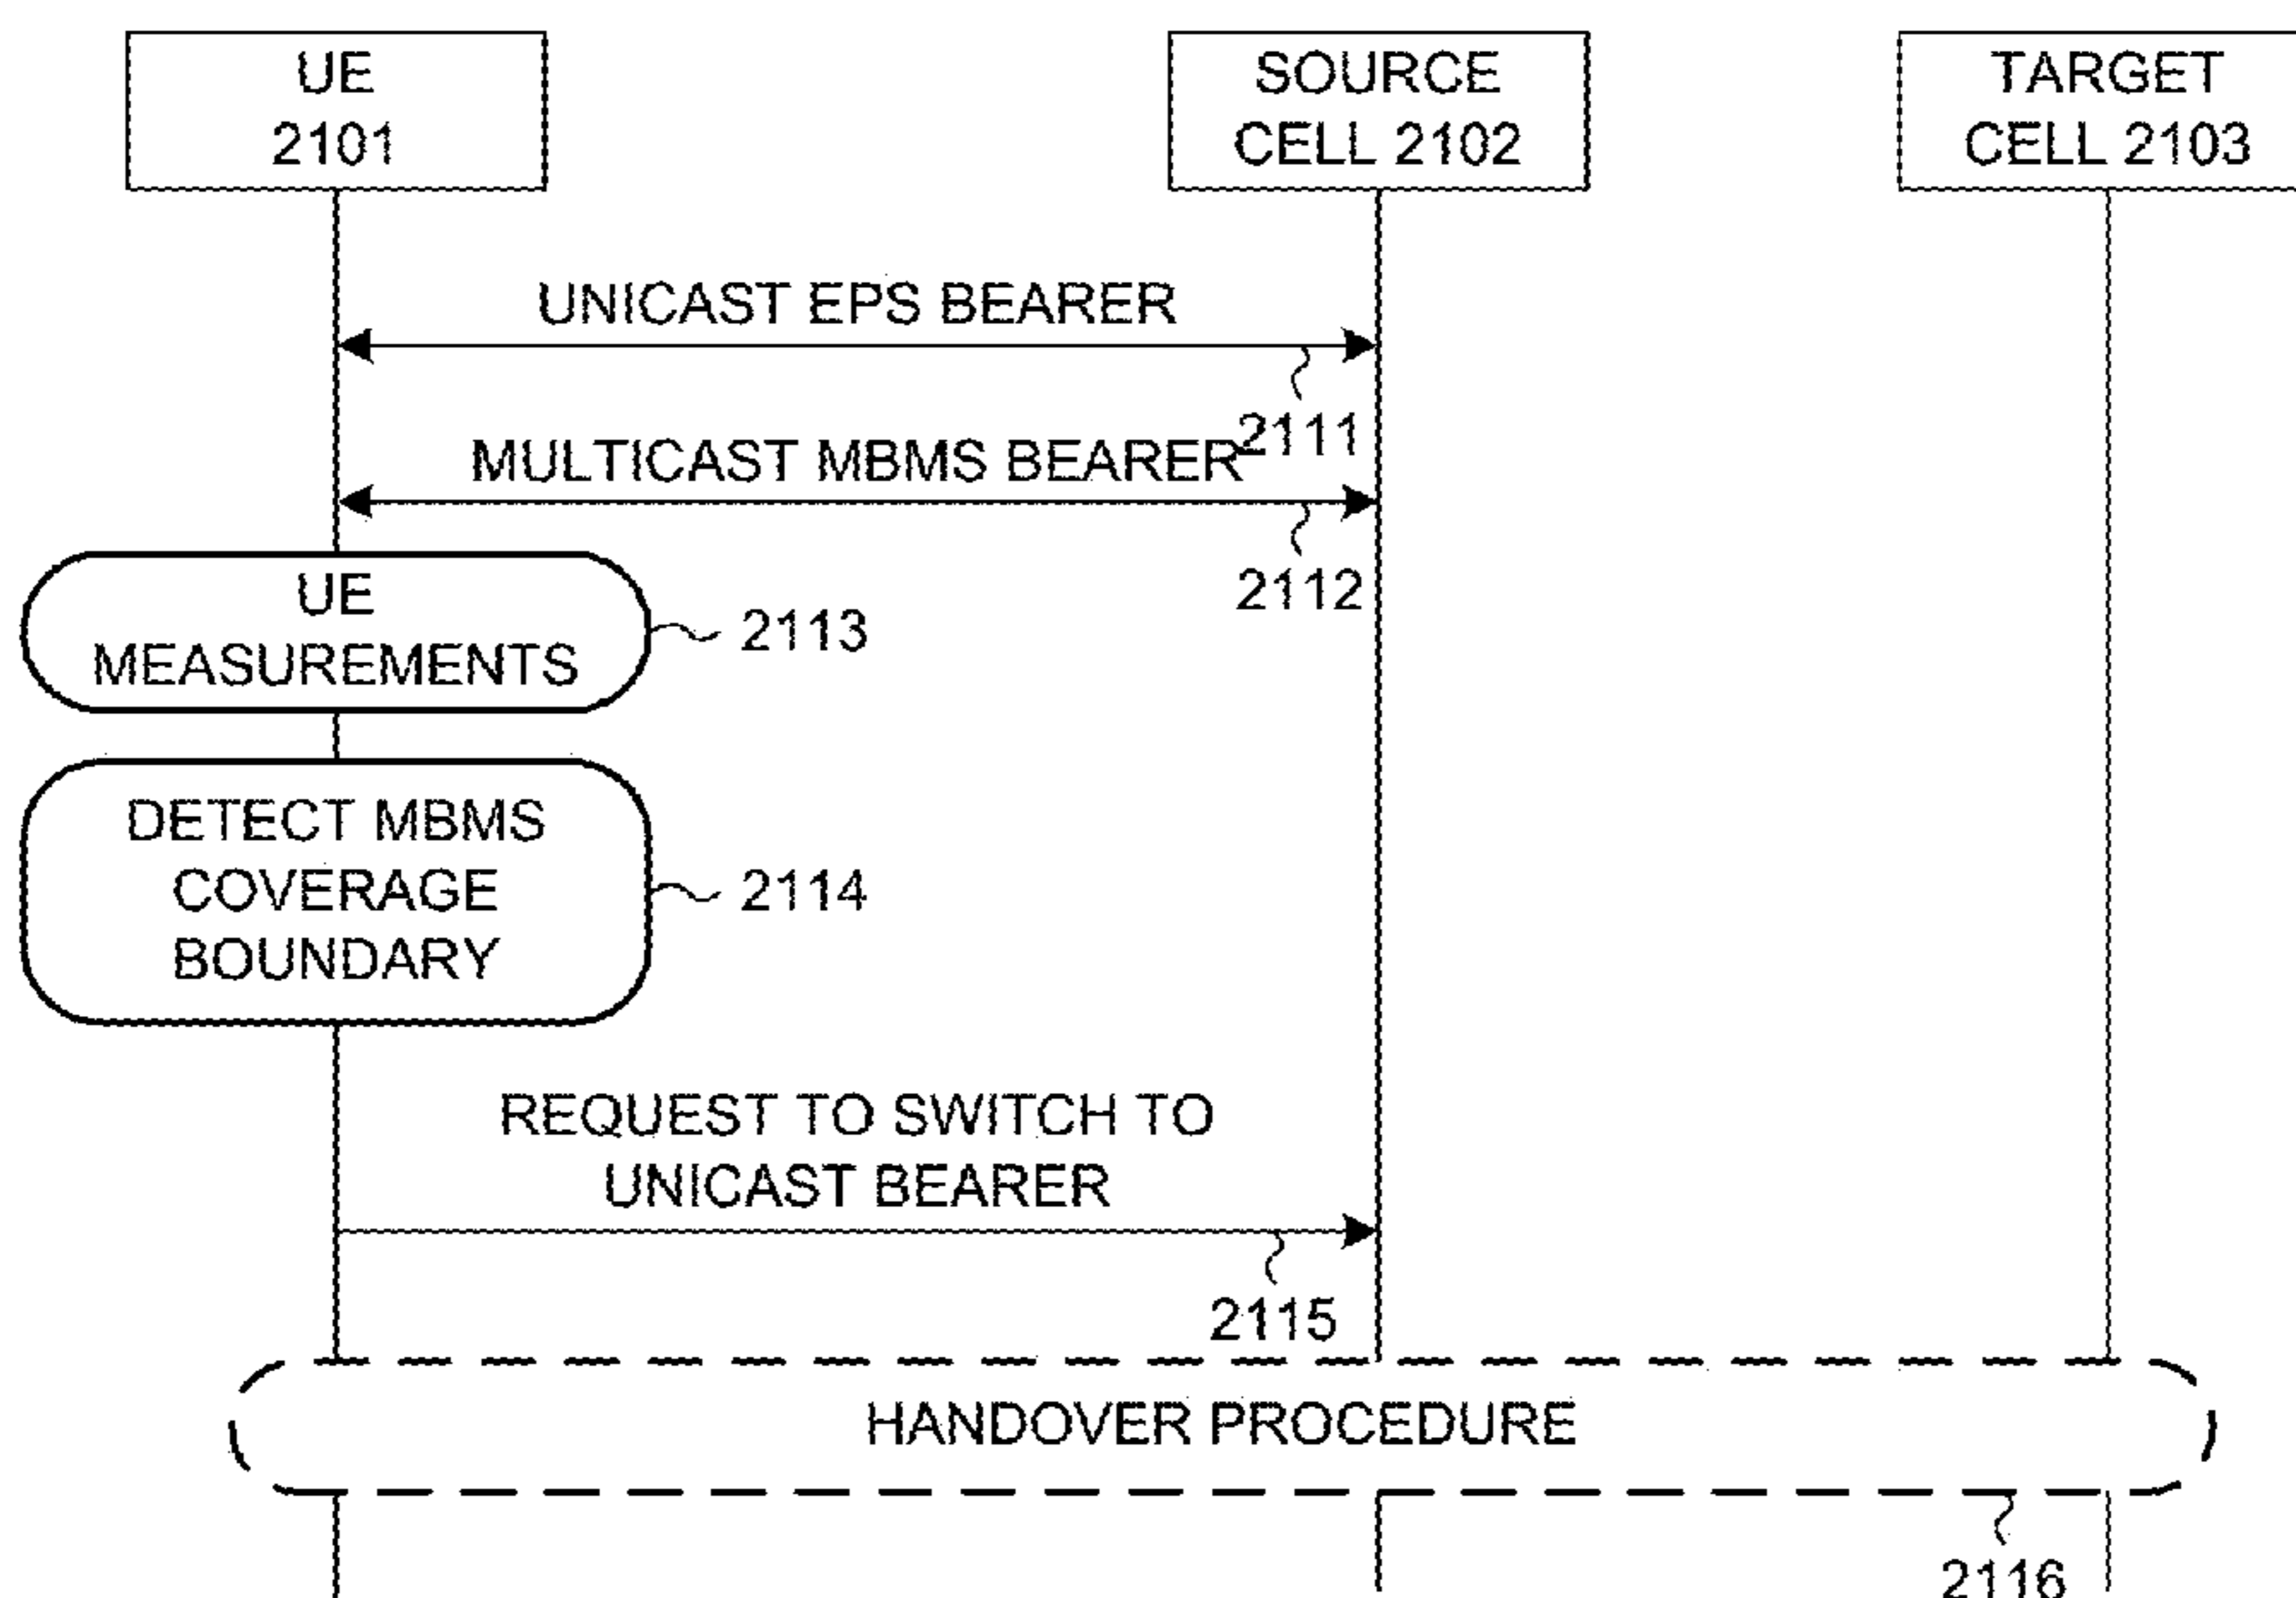 UE
2101
SOURCE
CELL 2102
TARGET
CELL 2103
UNICAST EPS BEARER
2111
MULTICAST MBMS BEARER
2112
UE
MEASUREMENTS
2113
DETECT MBMS
COVERAGE
BOUNDARY
2114
REQUEST TO SWITCH TO
UNICAST BEARER
2115
HANDOVER PROCEDURE
2116